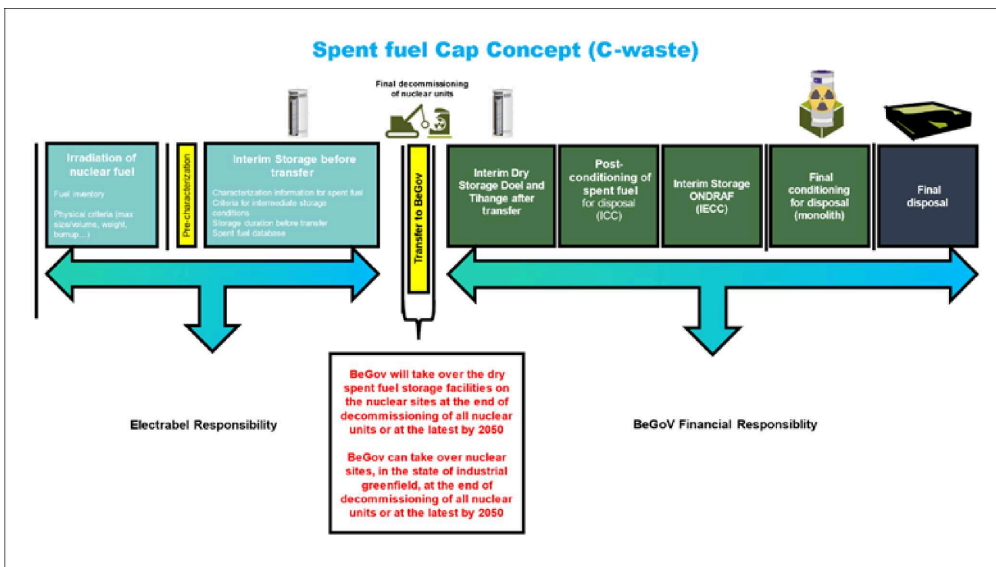 Spent fuel Cap Concept (C-waste)
Final decommissioning
of nuclear units
Irradiation of
nuclear fuel
Fuel inventory
Physical criteria (max
size/volume, weight,
burnup...)
Pre-characterization
Interim Storage before
transfer
Characterization information for spent fuel
Criteria for intermediate storage
conditions
Storage duration before transfer
Spent fuel database
Transfer to BeGov
Interim Dry
Storage Doel and
Tihange after
transfer
Post-
conditioning of
spent fuel
for disposal
(ICC)
Interim Storage
ONDRAF
(IECC)
Final
conditioning
for disposal
(monolith)
Final
disposal
Electrabel Responsibility
BeGov will take over the dry
spent fuel storage facilities on
the nuclear sites at the end of
decommissioning of all nuclear
units or at the latest by 2050
BeGov can take over nuclear
sites, in the state of industrial
greenfield, at the end of
decommissioning of all nuclear
units or at the latest by 2050
BeGoV Financial Responsiblity